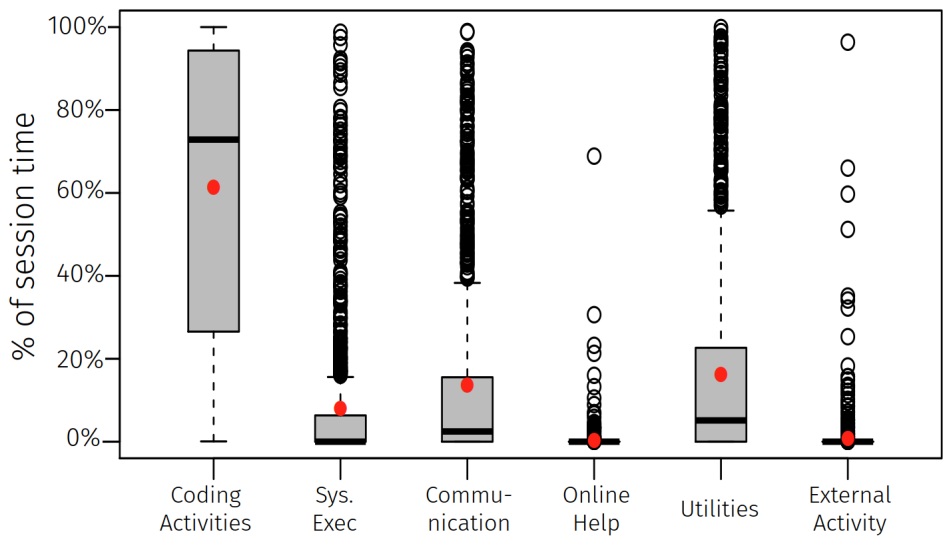 % of session time
100%
80%
60%
40%
20%
0%
Coding
Activities
Sys.
Exec
Commu-
nication
Online
Help
Utilities
External
Activity